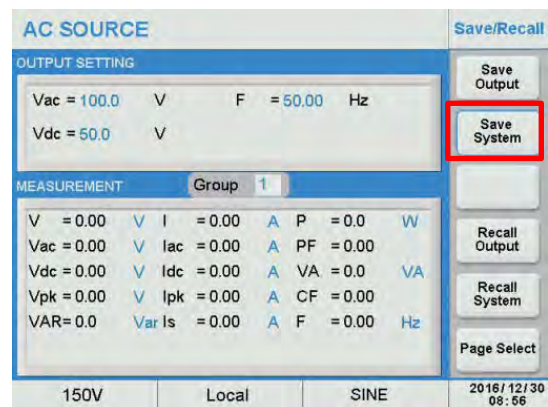 AC SOURCE
Save/Recall
OUTPUT SETTING
Vac = 100.0 V F = 50.00 Hz
Vdc = 50.0 V
Save
Output
Save
System
MEASUREMENT Group 1
V = 0.00 V I = 0.00 A P = 0.0 W
Vac = 0.00 V Iac = 0.00 A PF = 0.00
Vdc = 0.00 V Idc = 0.00 A VA = 0.0 VA
Vpk = 0.00 V Ipk = 0.00 A CF = 0.00
VAR= 0.0 Var Is = 0.00 A F = 0.00 Hz
Recall
Output
Recall
System
Page Select
150V Local SINE
2016/12/30
08:56